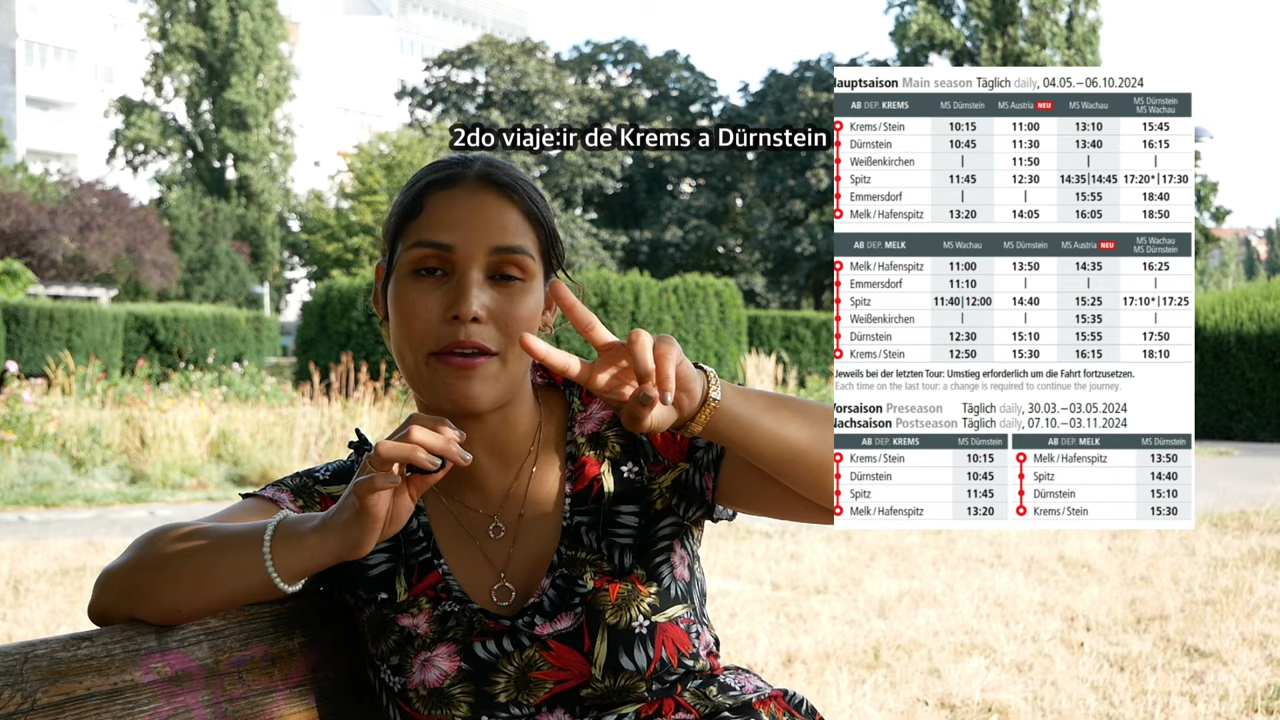 2do viaje:ir de Krems a Dürnstein
Hauptsaison Main season Täglich daily, 04.05.–06.10.2024
AB DEP. KREMS MS Dürnstein MS Austria NEU MS Wachau MS Dürnstein MS Wachau
Krems/Stein 10:15 11:00 13:10 15:45
Dürnstein 10:45 11:30 13:40 16:15
Weißenkirchen | 11:50 | |
Spitz 11:45 12:30 14:35|14:45 17:20*|17:30
Emmersdorf | | 15:55 18:40
Melk/Hafenspitz 13:20 14:05 16:05 18:50
AB DEP. MELK MS Wachau MS Dürnstein MS Austria NEU MS Wachau MS Dürnstein
Melk/Hafenspitz 11:00 13:50 14:35 16:25
Emmersdorf 11:10 | | |
Spitz 11:40|12:00 14:40 15:25 17:10*|17:25
Weißenkirchen | | 15:35 |
Dürnstein 12:30 15:10 15:55 17:50
Krems/Stein 12:50 15:30 16:15 18:10
Jeweils bei der letzten Tour: Umstieg erforderlich um die Fahrt fortzusetzen.
Each time on the last tour: a change is required to continue the journey.
Vorsaison Preseason Täglich daily, 30.03.–03.05.2024
Nachsaison Postseason Täglich daily, 07.10.–03.11.2024
AB DEP. KREMS MS Dürnstein AB DEP. MELK MS Dürnstein
Krems/Stein 10:15 Melk/Hafenspitz 13:50
Dürnstein 10:45 Spitz 14:40
Spitz 11:45 Dürnstein 15:10
Melk/Hafenspitz 13:20 Krems/Stein 15:30